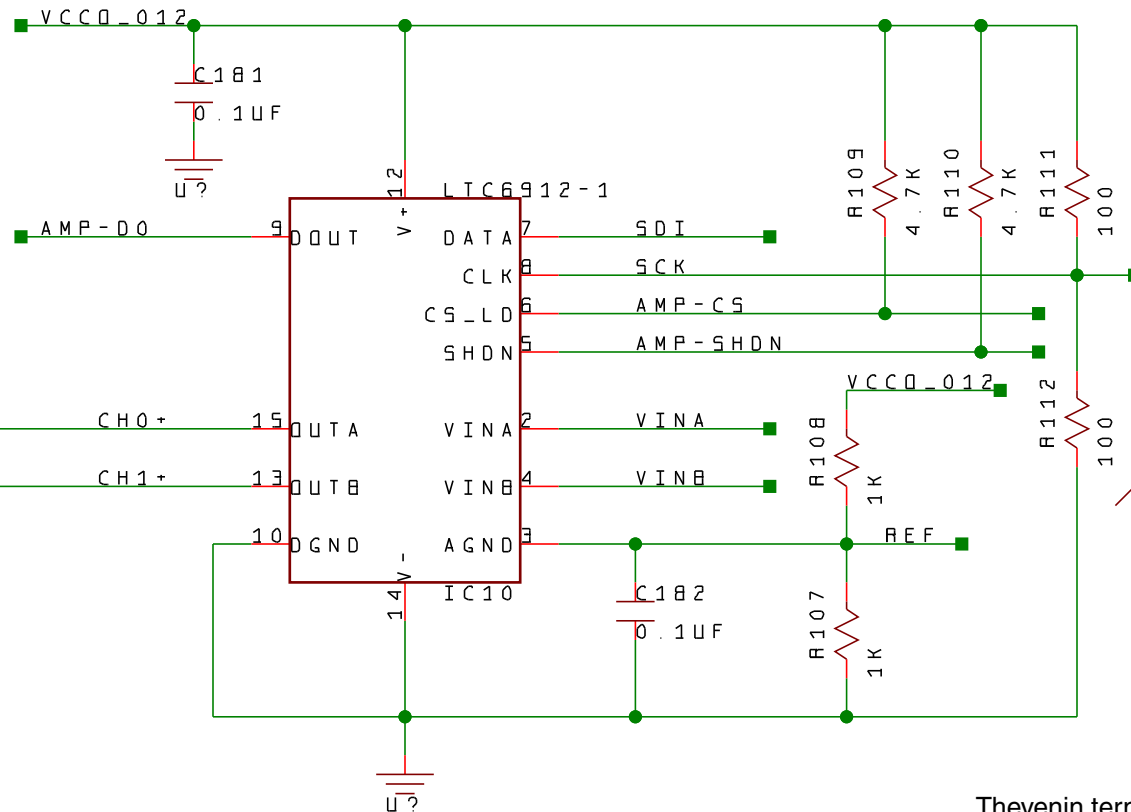 VCCO_012
C181
0.1UF
U?
12
LTC6912-1
R109
4.7K
R110
4.7K
R111
100
V+
AMP-DO
9
DOUT
DATA
7
SDI
CLK
8
SCK
CS_LD
6
AMP-CS
SHDN
5
AMP-SHDN
VCCO_012
R112
100
CH0+
15
OUTA
VINA
2
VINA
R108
1K
CH1+
13
OUTB
VINB
4
VINB
10
DGND
AGND
3
REF
V-
14
IC10
C182
0.1UF
R107
1K
U?
Thevenin terr